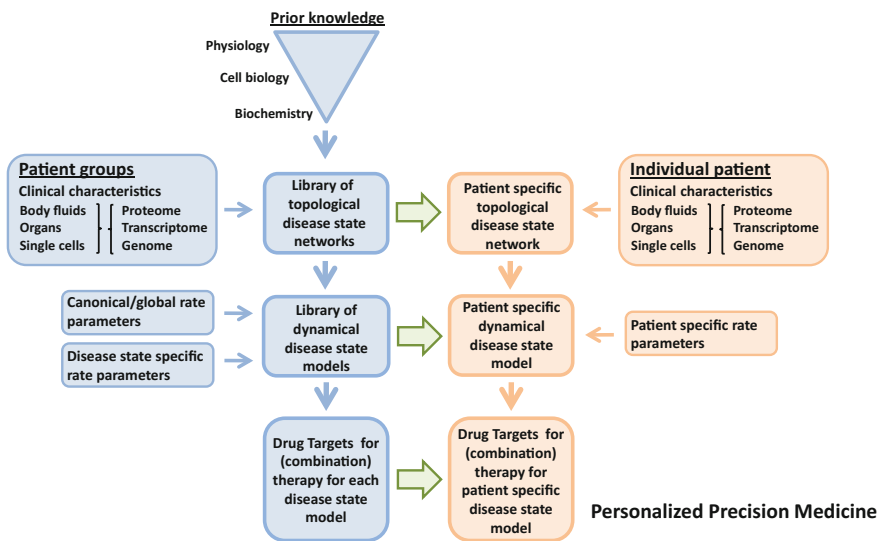 Prior knowledge
Physiology
Cell biology
Biochemistry
Patient groups
Clinical characteristics
Body fluids
Organs
Single cells
Proteome
Transcriptome
Genome
Library of
topological
disease state
networks
Patient specific
topological
disease state
network
Individual patient
Clinical characteristics
Body fluids
Organs
Single cells
Proteome
Transcriptome
Genome
Canonical/global rate
parameters
Disease state specific
rate parameters
Library of
dynamical
disease state
models
Patient specific
dynamical
disease state
model
Patient specific rate
parameters
Drug Targets for
(combination)
therapy for each
disease state
model
Drug Targets for
(combination)
therapy for
patient specific
disease state
model
Personalized Precision Medicine